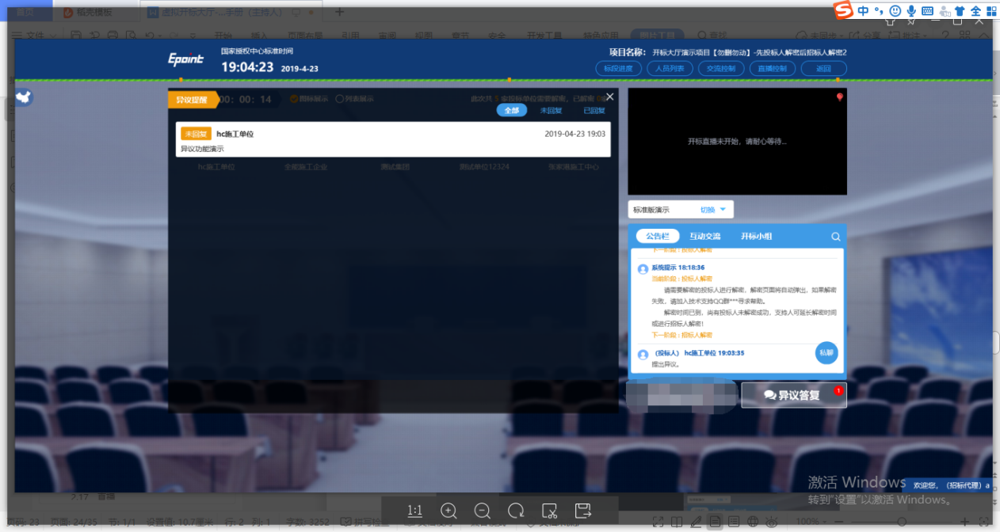 首页
稻壳模板
虚拟开标大厅-...手册（主持人）
中
全
文件
开始
插入
页面布局
引用
审阅
视图
章节
安全
开发工具
特色应用
图片工具
查找
未同步
分享
批注
Epoint
国家授权中心标准时间
19:04:23 2019-4-23
项目名称： 开标大厅演示项目【勿删勿动】-先投标人解密后招标人解密2
标段进度
人员列表
交流控制
直播控制
返回
异议提醒
00: 00: 14
图标展示
列表展示
此次共 5 家投标单位需要解密，已解密 0
全部
未回复
已回复
未回复 hc施工单位
2019-04-23 19:03
异议功能演示
hc施工单位
全能施工企业
测试集团
测试单位12324
张家港施工中心
开标直播未开始，请耐心等待...
标准版演示
切换
公告栏
互动交流
开标小组
下一阶段：投标人解密
系统提示 18:18:36
当前阶段：投标人解密
请需要解密的投标人进行解密，解密页面将自动弹出，如果解密
失败，请加入技术支持QQ群***寻求帮助。
解密时间已到，尚有投标人未解密成功，支持人可延长解密时间
或进行招标人解密！
下一阶段：招标人解密
（投标人） hc施工单位 19:03:35
提出异议。
私聊
异议答复
1
激活 Windows
转到"设置"以激活 Windows。
欢迎您，（招标代理）a
2.17 直播
1:1
页码: 23
页面: 24/35
节: 1/1
设置值: 10.7厘米
行: 2
列: 1
字数: 3252
拼写检查
100%